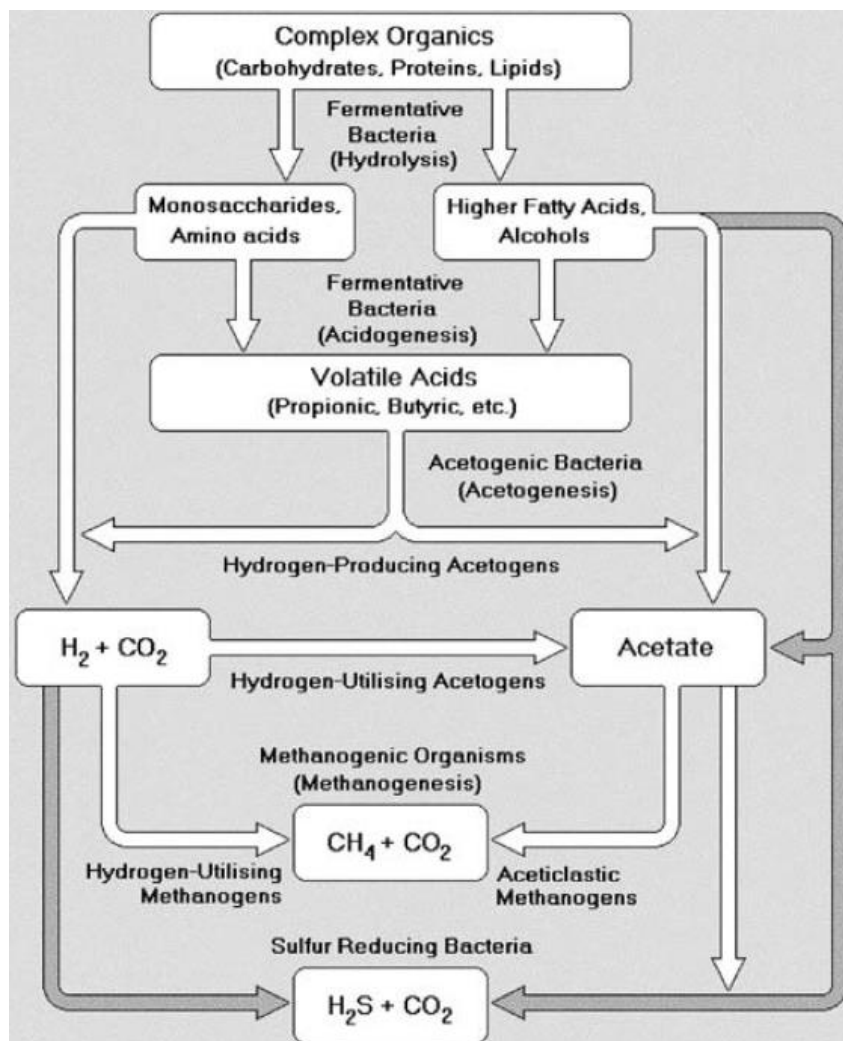 Complex Organics
(Carbohydrates, Proteins, Lipids)
Fermentative
Bacteria
(Hydrolysis)
Monosaccharides,
Amino acids
Higher Fatty Acids,
Alcohols
Fermentative
Bacteria
(Acidogenesis)
Volatile Acids
(Propionic, Butyric, etc.)
Acetogenic Bacteria
(Acetogenesis)
Hydrogen-Producing Acetogens
H₂ + CO₂
Acetate
Hydrogen-Utilising Acetogens
Methanogenic Organisms
(Methanogenesis)
CH₄ + CO₂
Hydrogen-Utilising
Methanogens
Aceticlastic
Methanogens
Sulfur Reducing Bacteria
H₂S + CO₂